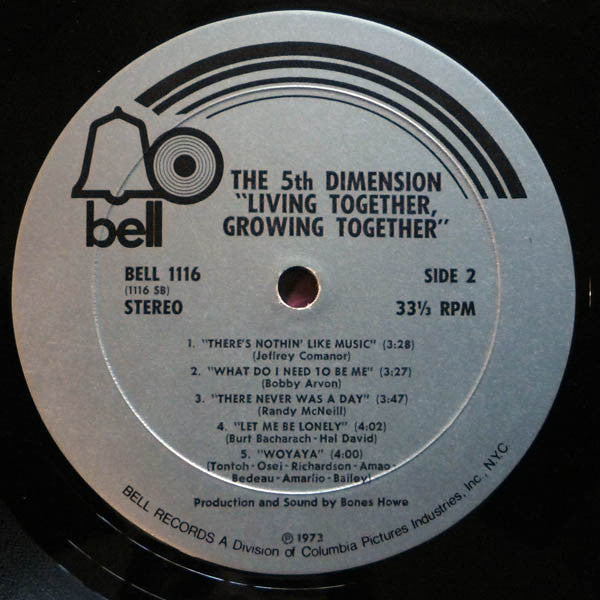 bell
THE 5th DIMENSION
"LIVING TOGETHER,
GROWING TOGETHER"
BELL 1116
(1116 SB)
STEREO
SIDE 2
33⅓ RPM
1. "THERE'S NOTHIN' LIKE MUSIC" (3:28)
(Jeffrey Comanor)
2. "WHAT DO I NEED TO BE ME" (3:27)
(Bobby Arvon)
3. "THERE NEVER WAS A DAY" (3:47)
(Randy McNeill)
4. "LET ME BE LONELY" (4:02)
(Burt Bacharach - Hal David)
5. "WOYAYA" (4:00)
(Tontoh - Osei - Richardson - Amao -
Bedeau - Amarlio - Bailey)
Production and Sound by Bones Howe
℗ 1973
BELL RECORDS A Division of Columbia Pictures Industries, Inc., N.Y.C.